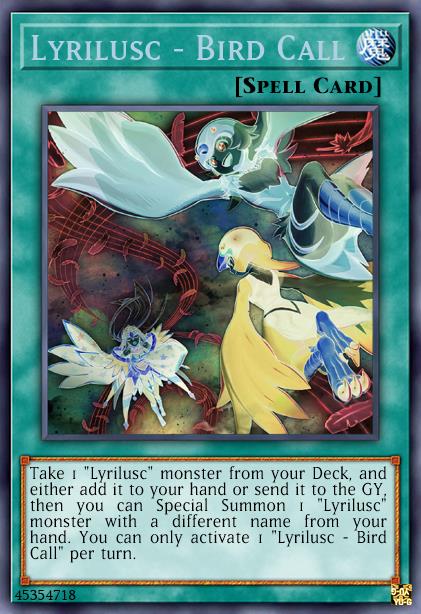 Lyrilusc - Bird Call
魔
[Spell Card]
Take 1 "Lyrilusc" monster from your Deck, and
either add it to your hand or send it to the GY,
then you can Special Summon 1 "Lyrilusc"
monster with a different name from your
hand. You can only activate 1 "Lyrilusc - Bird
Call" per turn.
45354718